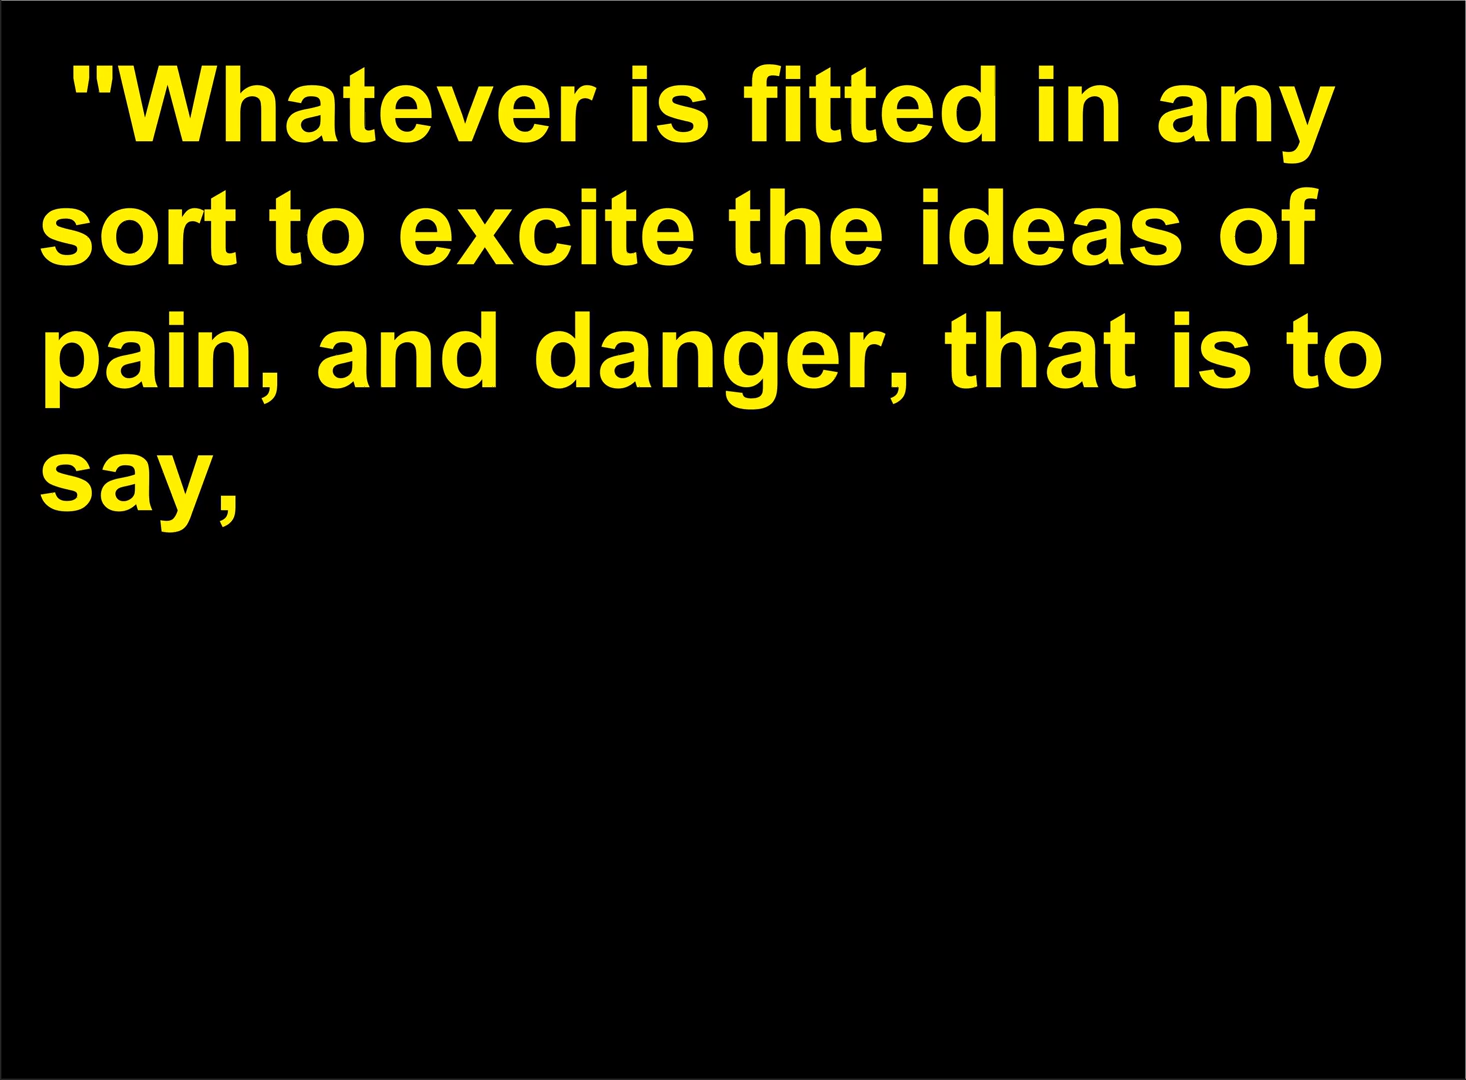 "Whatever is fitted in any
sort to excite the ideas of
pain, and danger, that is to
say,